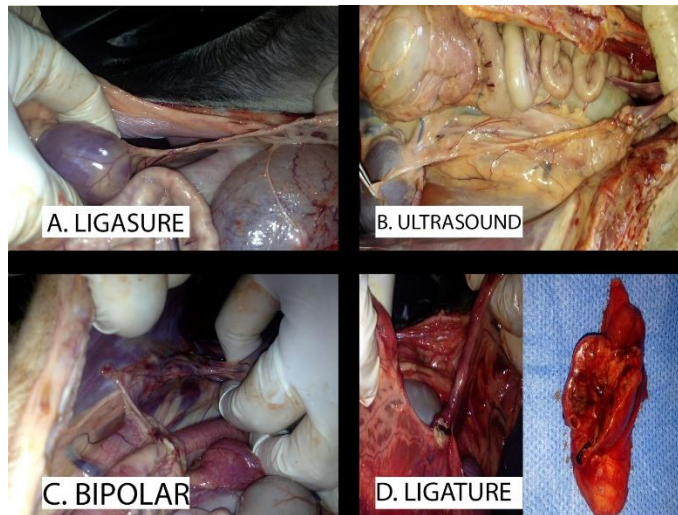 A. LIGASURE
B. ULTRASOUND
C. BIPOLAR
D. LIGATURE